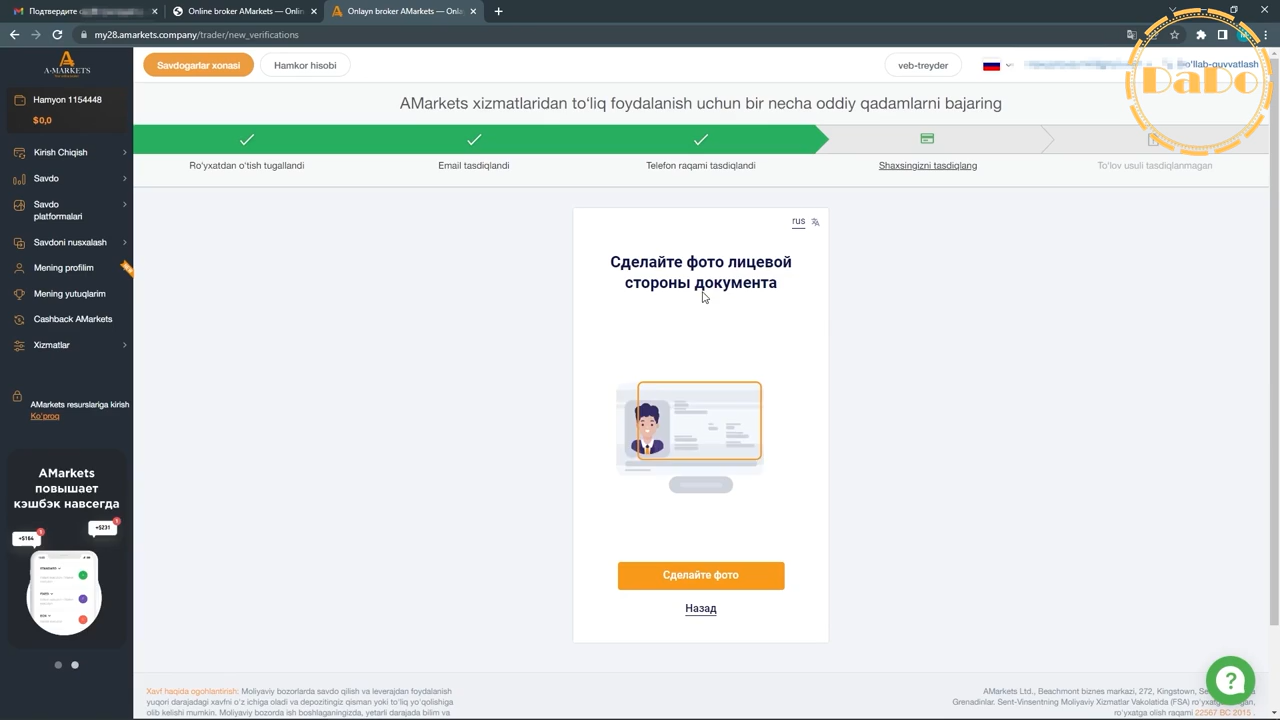 Подтвердите
Online broker AMarkets — Onlin
Onlayn broker AMarkets — Onla
my28.amarkets.company/trader/new_verifications
A-MARKETS
Savdogarlar xonasi
Hamkor hisobi
veb-treyder
o'llab-quvvatlash
DaDo
Hamyon 1154448
$0,0
Kirish Chiqish
Savdo
Savdo
platformalari
Savdoni nusxalash
Mening profilim
Mening yutuqlarim
Cashback AMarkets
Xizmatlar
AMarkets resurslariga kirish
Ko'proq
AMarkets
повышает
кэшбэк навсегда
+$164
+$231
AMarkets xizmatlaridan to'liq foydalanish uchun bir necha oddiy qadamlarni bajaring
Ro'yxatdan o'tish tugallandi
Email tasdiqlandi
Telefon raqami tasdiqlandi
Shaxsingizni tasdiqlang
To'lov usuli tasdiqlanmagan
rus
Сделайте фото лицевой
стороны документа
Сделайте фото
Назад
Xavf haqida ogohlantirish: Moliyaviy bozorlarda savdo qilish va leverajdan foydalanish
yuqori darajadagi xavfni o'z ichiga oladi va depozitingiz qisman yoki to'liq yo'qolishiga
olib kelishi mumkin. Moliyaviy bozorda ish boshlaganingizda, yetarli darajada bilim va
AMarkets Ltd., Beachmont biznes markazi, 272, Kingstown, Se
Grenadinlar. Sent-Vinsentning Moliyaviy Xizmatlar Vakolatida (FSA) ro'yxatga
ro'yxatga olish raqami 22567 BC 2015 .